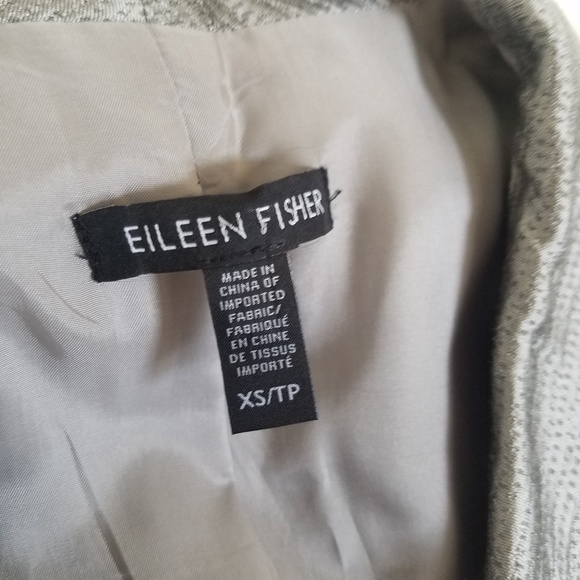 EILEEN FISHER
MADE IN
CHINA OF
IMPORTED
FABRIC/
FABRIQUÉ
EN CHINE
DE TISSUS
IMPORTÉ
XS/TP